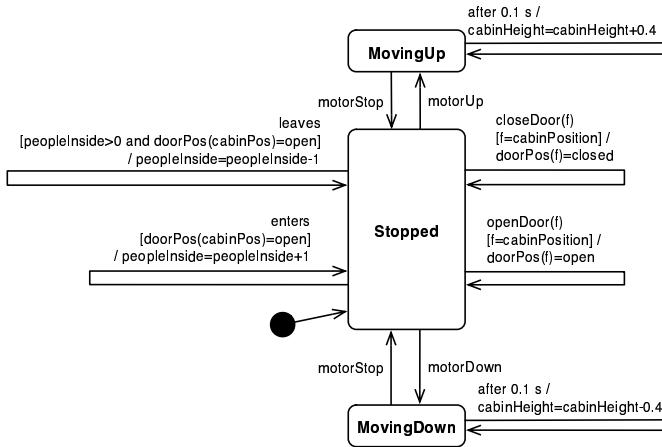 after 0.1 s /
cabinHeight=cabinHeight+0.4
MovingUp
motorStop
motorUp
leaves
[peopleInside>0 and doorPos(cabinPos)=open]
/ peopleInside=peopleInside-1
closeDoor(f)
[f=cabinPosition] /
doorPos(f)=closed
enters
[doorPos(cabinPos)=open]
/ peopleInside=peopleInside+1
Stopped
openDoor(f)
[f=cabinPosition] /
doorPos(f)=open
motorStop
motorDown
after 0.1 s /
cabinHeight=cabinHeight-0.4
MovingDown